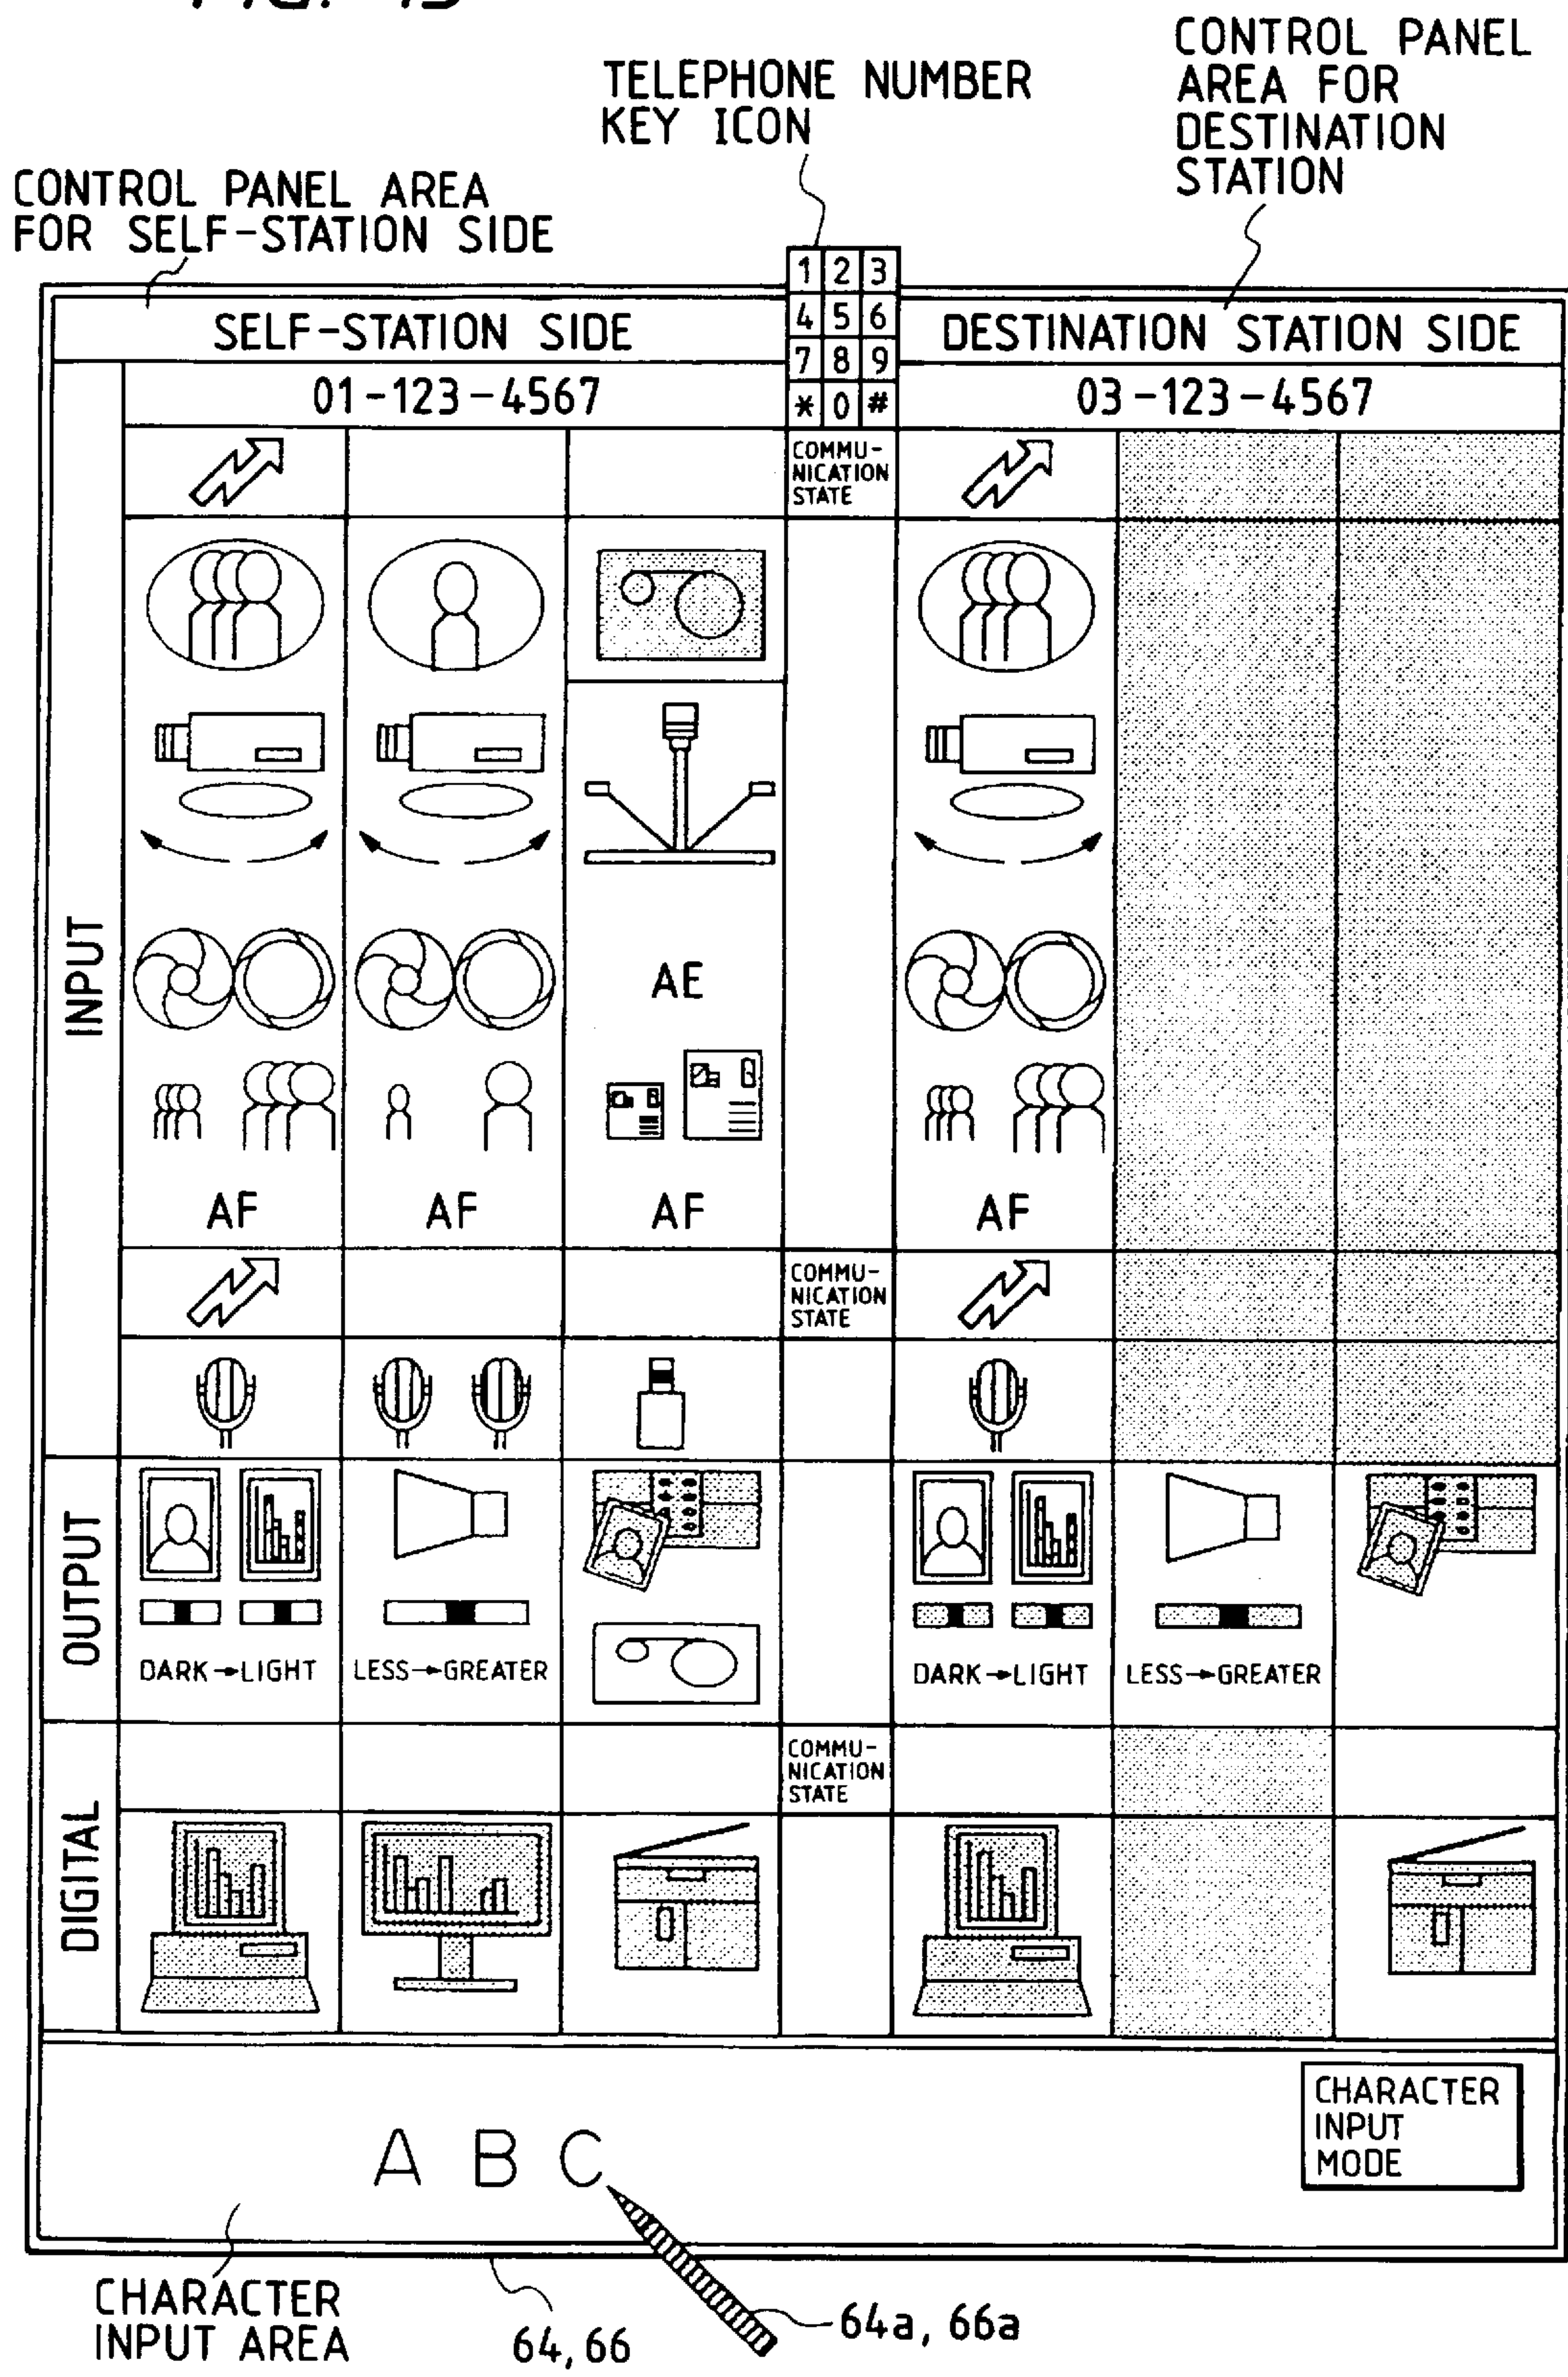 CONTROL PANEL
AREA FOR
DESTINATION
STATION
TELEPHONE NUMBER
KEY ICON
CONTROL PANEL AREA
FOR SELF-STATION SIDE
1 2 3
4 5 6
7 8 9
* 0 #
SELF-STATION SIDE
DESTINATION STATION SIDE
01-123-4567
03-123-4567
COMMU-
NICATION
STATE
INPUT
AE
AF AF AF AF
COMMU-
NICATION
STATE
OUTPUT
DARK→LIGHT LESS→GREATER DARK→LIGHT LESS→GREATER
COMMU-
NICATION
STATE
DIGITAL
CHARACTER
INPUT
MODE
A B C
CHARACTER
INPUT AREA
64, 66
64a, 66a